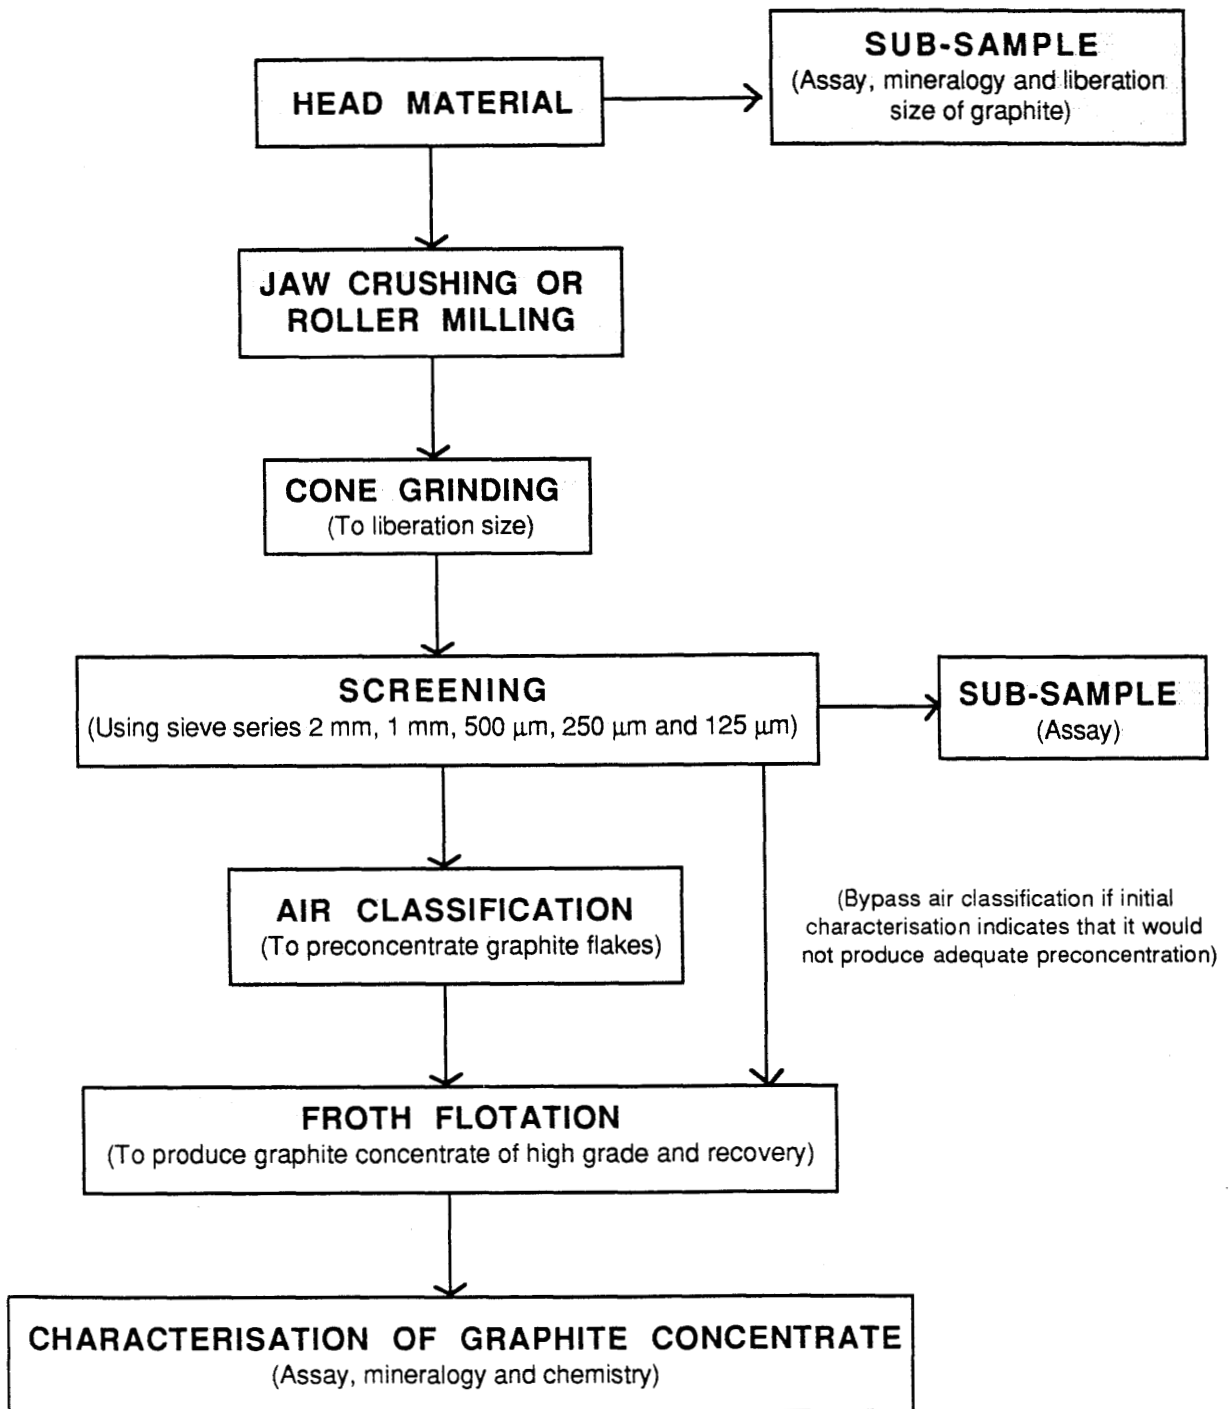 SUB-SAMPLE
(Assay, mineralogy and liberation
size of graphite)
HEAD MATERIAL
JAW CRUSHING OR
ROLLER MILLING
CONE GRINDING
(To liberation size)
SCREENING
(Using sieve series 2 mm, 1 mm, 500 µm, 250 µm and 125 µm)
SUB-SAMPLE
(Assay)
AIR CLASSIFICATION
(To preconcentrate graphite flakes)
(Bypass air classification if initial
characterisation indicates that it would
not produce adequate preconcentration)
FROTH FLOTATION
(To produce graphite concentrate of high grade and recovery)
CHARACTERISATION OF GRAPHITE CONCENTRATE
(Assay, mineralogy and chemistry)